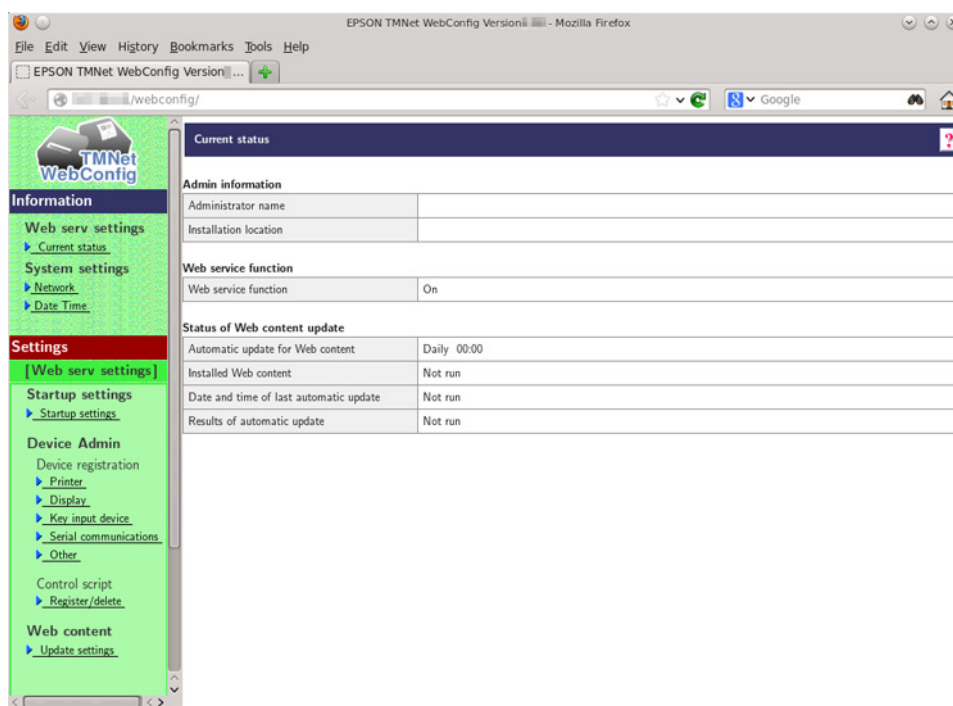 EPSON TMNet WebConfig Version - Mozilla Firefox
File Edit View History Bookmarks Tools Help
EPSON TMNet WebConfig Version ...
/webconfig/
Google
TMNet
WebConfig
Information
Web serv settings
Current status
System settings
Network
Date Time
Settings
[Web serv settings]
Startup settings
Startup settings
Device Admin
Device registration
Printer
Display
Key input device
Serial communications
Other
Control script
Register/delete
Web content
Update settings
Current status
?
Admin information
Administrator name
Installation location
Web service function
Web service function On
Status of Web content update
Automatic update for Web content Daily 00:00
Installed Web content Not run
Date and time of last automatic update Not run
Results of automatic update Not run